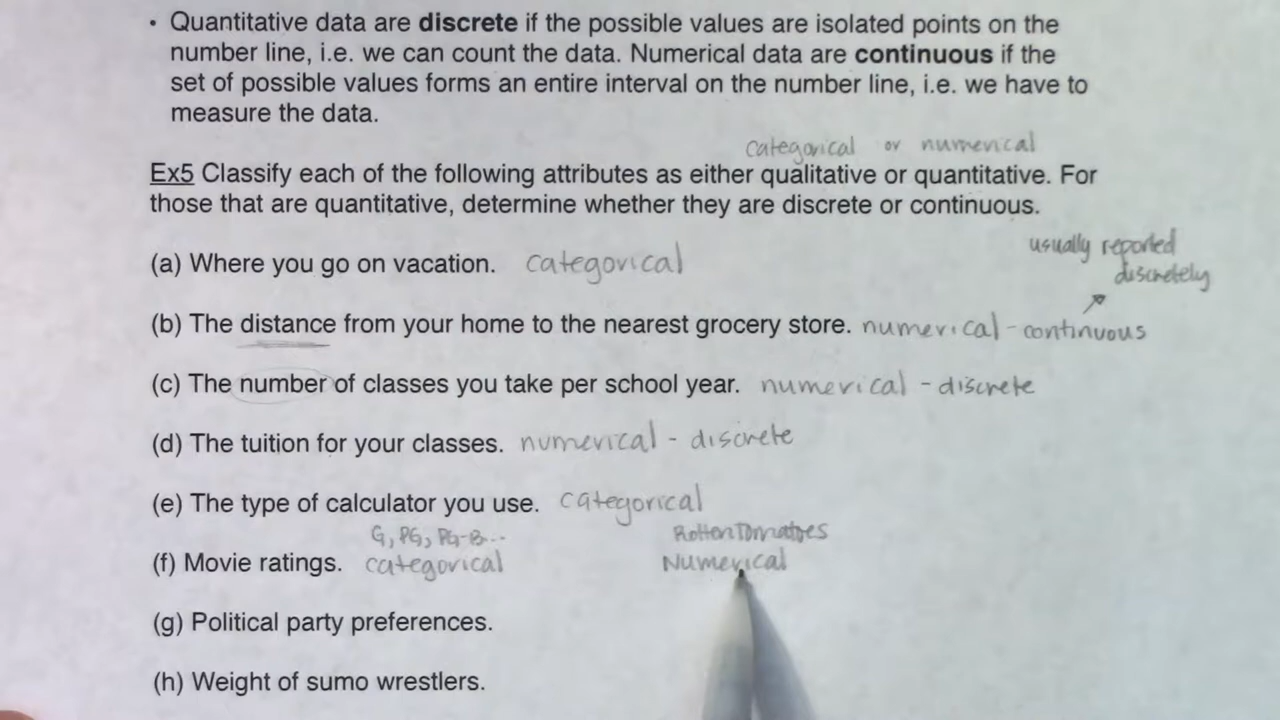 • Quantitative data are discrete if the possible values are isolated points on the
number line, i.e. we can count the data. Numerical data are continuous if the
set of possible values forms an entire interval on the number line, i.e. we have to
measure the data.
categorical or numerical
Ex5 Classify each of the following attributes as either qualitative or quantitative. For
those that are quantitative, determine whether they are discrete or continuous.
usually reported
discretely
(a) Where you go on vacation. categorical
(b) The distance from your home to the nearest grocery store. numerical - continuous
(c) The number of classes you take per school year. numerical - discrete
(d) The tuition for your classes. numerical - discrete
(e) The type of calculator you use. categorical
G, PG, PG-13... Rotten Tomatoes
(f) Movie ratings. categorical Numerical
(g) Political party preferences.
(h) Weight of sumo wrestlers.